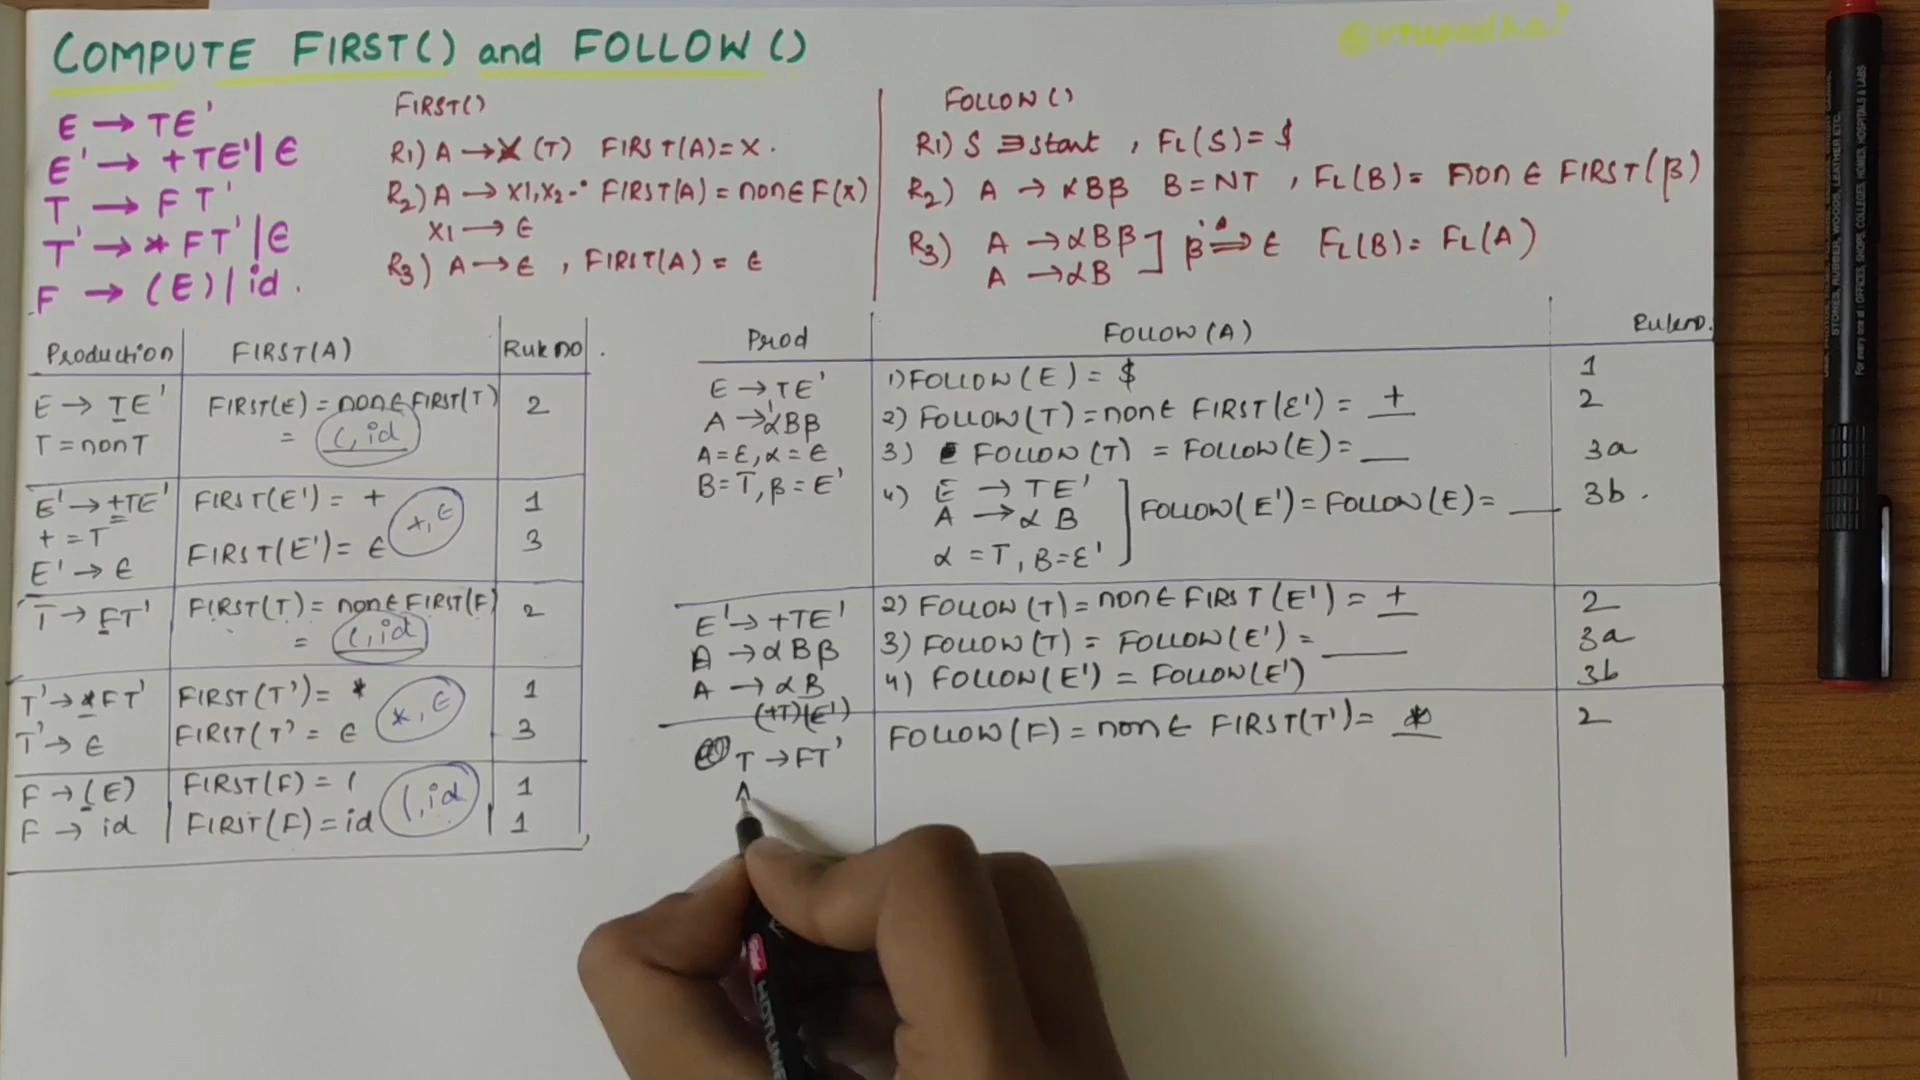 COMPUTE FIRST() and FOLLOW()
E → TE'
E' → +TE'|ϵ
T → FT'
T' → *FT'|ϵ
F → (E)|id.
FIRST()
R1) A → X (T) FIRST(A) = X.
R2) A → X1,X2-- FIRST(A) = non ϵ F(X)
X1 → ϵ
R3) A → ϵ , FIRST(A) = ϵ
FOLLOW()
R1) S ∋ start , FL(S) = $
R2) A → αBβ B = NT , FL(B) = non ϵ FIRST(β)
R3) A → αBβ ] β ⇒ ϵ FL(B) = FL(A)
A → αB
Production FIRST(A) Rule no.
E → TE' FIRST(E) = non ϵ FIRST(T) 2
T = nonT = (,id
E' → +TE' FIRST(E') = + 1
+ = T +,ϵ
E' → ϵ FIRST(E') = ϵ 3
T → FT' FIRST(T) = non ϵ FIRST(F) 2
= (,id
T' → *FT' FIRST(T') = * 1
*,ϵ
T' → ϵ FIRST(T' = ϵ 3
F → (E) FIRST(F) = ( 1
(,id
F → id FIRST(F) = id 1
Prod FOLLOW(A) Rule no.
E → TE' 1) FOLLOW(E) = $ 1
A → αBβ 2) FOLLOW(T) = non ϵ FIRST(E') = + 2
A = E, α = ϵ 3) FOLLOW(T) = FOLLOW(E) = __ 3a
B = T, β = E' 4) E → TE' ] FOLLOW(E') = FOLLOW(E) = __ 3b.
A → αB
α = T, B = E'
E' → +TE' 2) FOLLOW(T) = non ϵ FIRST(E') = + 2
A → αBβ 3) FOLLOW(T) = FOLLOW(E') = ___ 3a
A → αB 4) FOLLOW(E') = FOLLOW(E') 3b
(+T)(E')
T → FT' FOLLOW(F) = non ϵ FIRST(T') = * 2
A